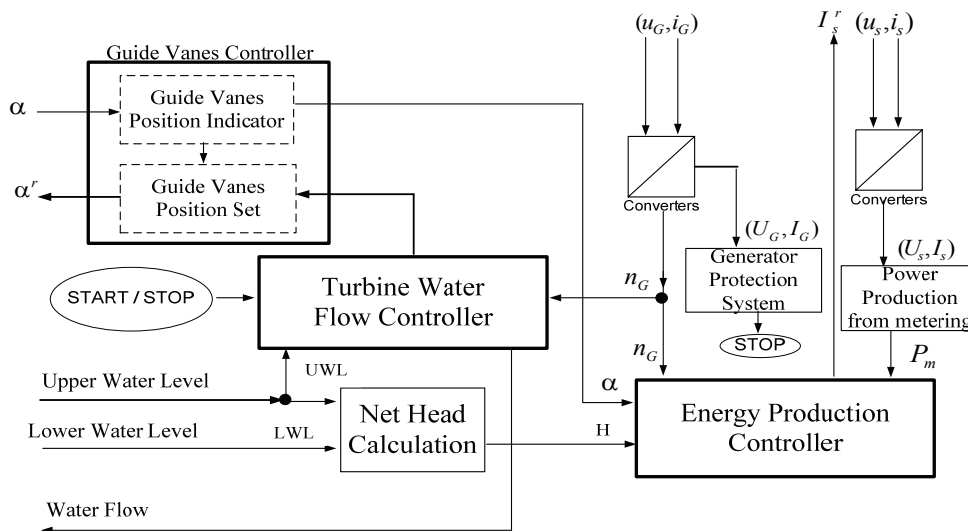 (u_G, i_G)
I_s^r
(u_s, i_s)
Guide Vanes Controller
α
Guide Vanes
Position Indicator
α^r
Guide Vanes
Position Set
Converters
Converters
(U_G, I_G)
(U_s, I_s)
START / STOP
Turbine Water
Flow Controller
n_G
Generator
Protection
System
Power
Production
from metering
STOP
n_G
P_m
Upper Water Level
UWL
α
Lower Water Level
LWL
Net Head
Calculation
H
Energy Production
Controller
Water Flow